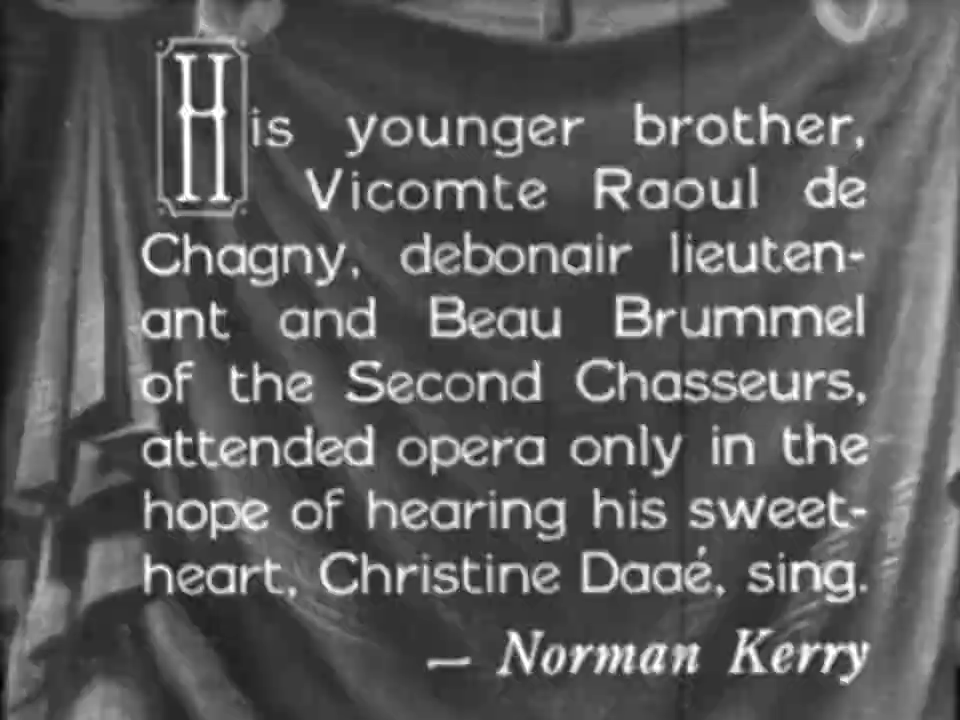 His younger brother,
Vicomte Raoul de
Chagny, debonair lieuten-
ant and Beau Brummel
of the Second Chasseurs,
attended opera only in the
hope of hearing his sweet-
heart, Christine Daaé, sing.
— Norman Kerry